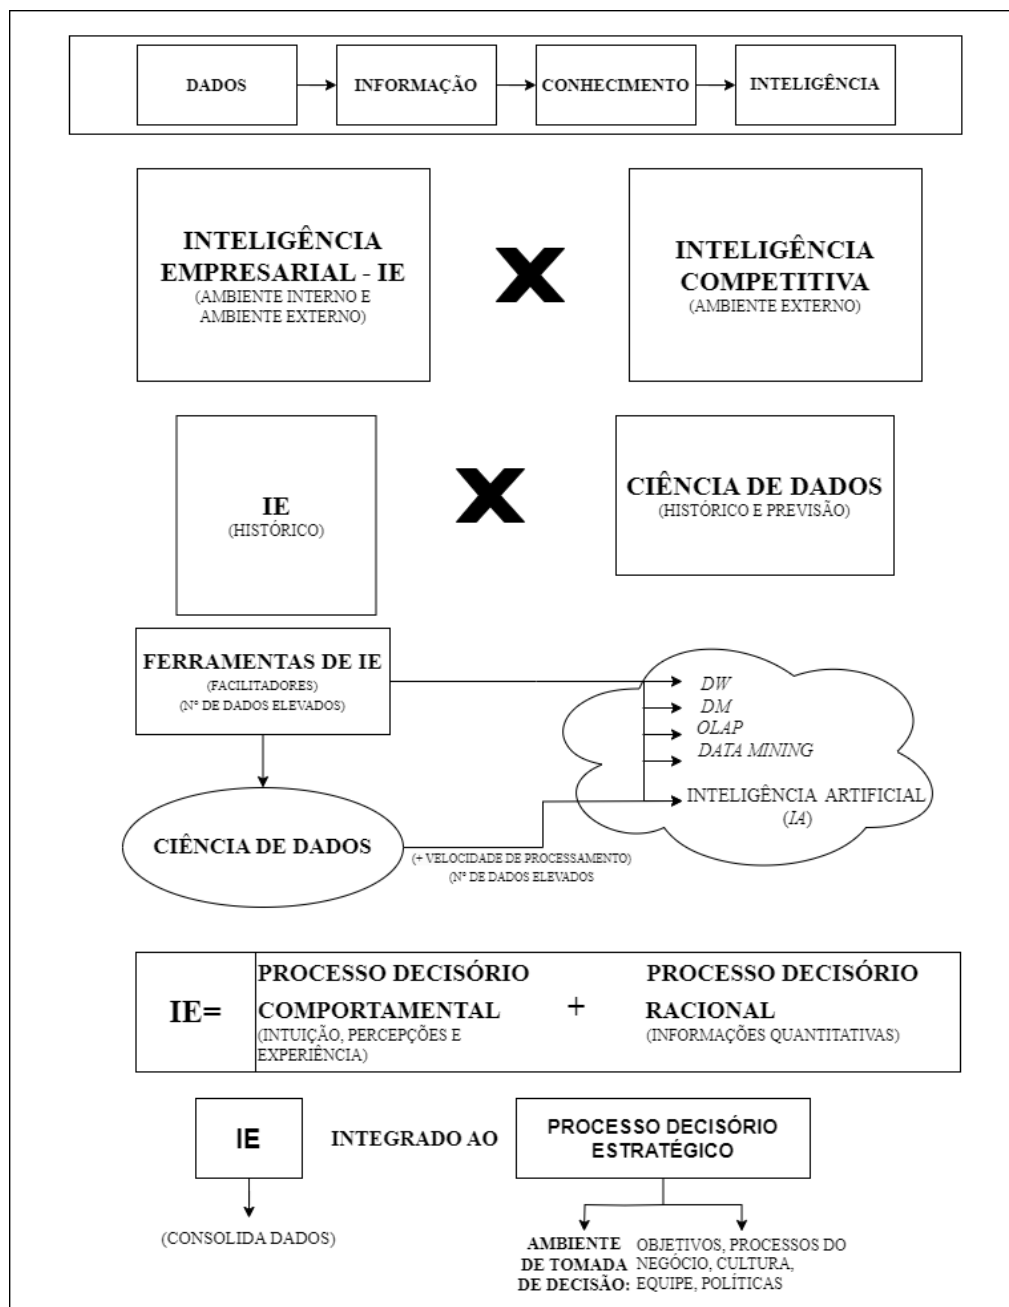 DADOS
INFORMAÇÃO
CONHECIMENTO
INTELIGÊNCIA
INTELIGÊNCIA
EMPRESARIAL - IE
(AMBIENTE INTERNO E
AMBIENTE EXTERNO)
X
INTELIGÊNCIA
COMPETITIVA
(AMBIENTE EXTERNO)
IE
(HISTÓRICO)
X
CIÊNCIA DE DADOS
(HISTÓRICO E PREVISÃO)
FERRAMENTAS DE IE
(FACILITADORES)
(Nº DE DADOS ELEVADOS)
DW
DM
OLAP
DATA MINING
INTELIGÊNCIA ARTIFICIAL
(IA)
CIÊNCIA DE DADOS
(+ VELOCIDADE DE PROCESSAMENTO)
(Nº DE DADOS ELEVADOS
IE=
PROCESSO DECISÓRIO
COMPORTAMENTAL
(INTUIÇÃO, PERCEPÇÕES E
EXPERIÊNCIA)
+
PROCESSO DECISÓRIO
RACIONAL
(INFORMAÇÕES QUANTITATIVAS)
IE
INTEGRADO AO
PROCESSO DECISÓRIO
ESTRATÉGICO
(CONSOLIDA DADOS)
AMBIENTE
DE TOMADA
DE DECISÃO:
OBJETIVOS, PROCESSOS DO
NEGÓCIO, CULTURA,
EQUIPE, POLÍTICAS